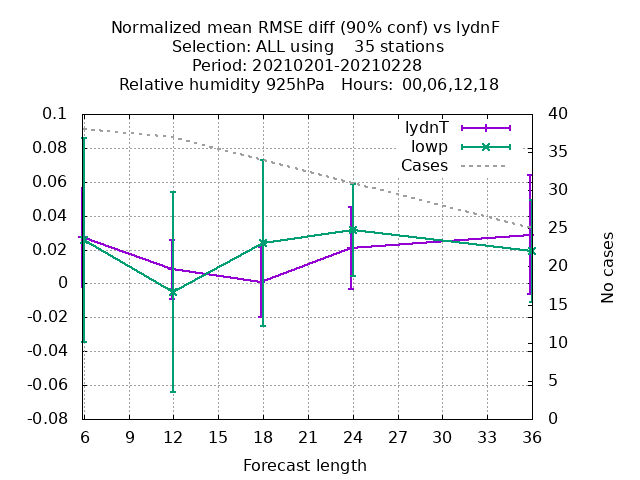 Normalized mean RMSE diff (90% conf) vs lydnF
Selection: ALL using    35 stations
Period: 20210201-20210228
Relative humidity 925hPa   Hours:  00,06,12,18
lydnT
lowp
Cases
0.1
0.08
0.06
0.04
0.02
0
-0.02
-0.04
-0.06
-0.08
40
35
30
25
20
15
10
5
0
No cases
6 9 12 15 18 21 24 27 30 33 36
Forecast length